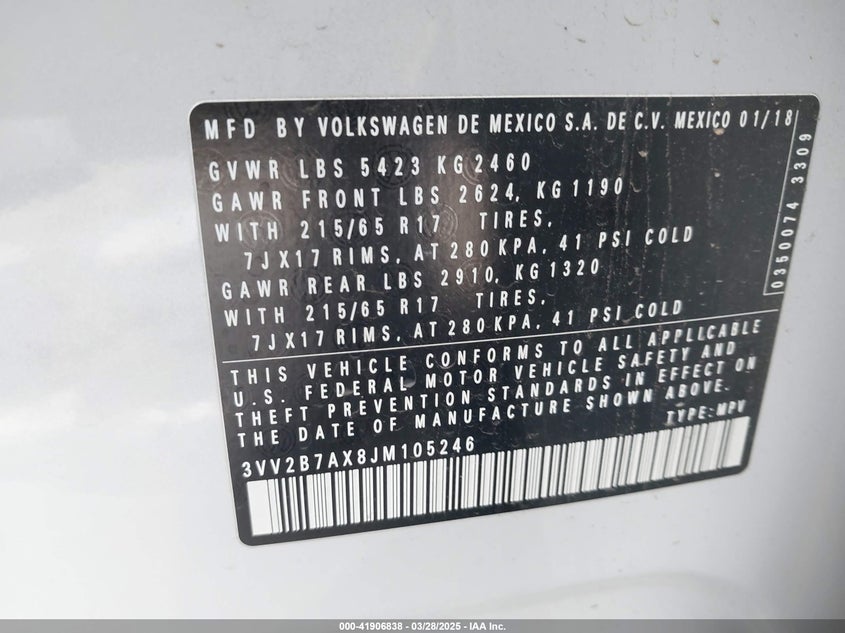 MFD BY VOLKSWAGEN DE MEXICO S.A. DE C.V. MEXICO 01/18
GVWR LBS 5423 KG 2460
GAWR FRONT LBS 2624, KG 1190
WITH 215/65 R17 TIRES,
7JX17 RIMS, AT 280 KPA, 41 PSI COLD
GAWR REAR LBS 2910, KG 1320
WITH 215/65 R17 TIRES,
7JX17 RIMS, AT 280 KPA, 41 PSI COLD
0350074 3309
THIS VEHICLE CONFORMS TO ALL APPLICABLE
U.S. FEDERAL MOTOR VEHICLE SAFETY AND
THEFT PREVENTION STANDARDS IN EFFECT ON
THE DATE OF MANUFACTURE SHOWN ABOVE.
TYPE: MPV
3VV2B7AX8JM105246
000-41906838 - 03/28/2025 - IAA Inc.